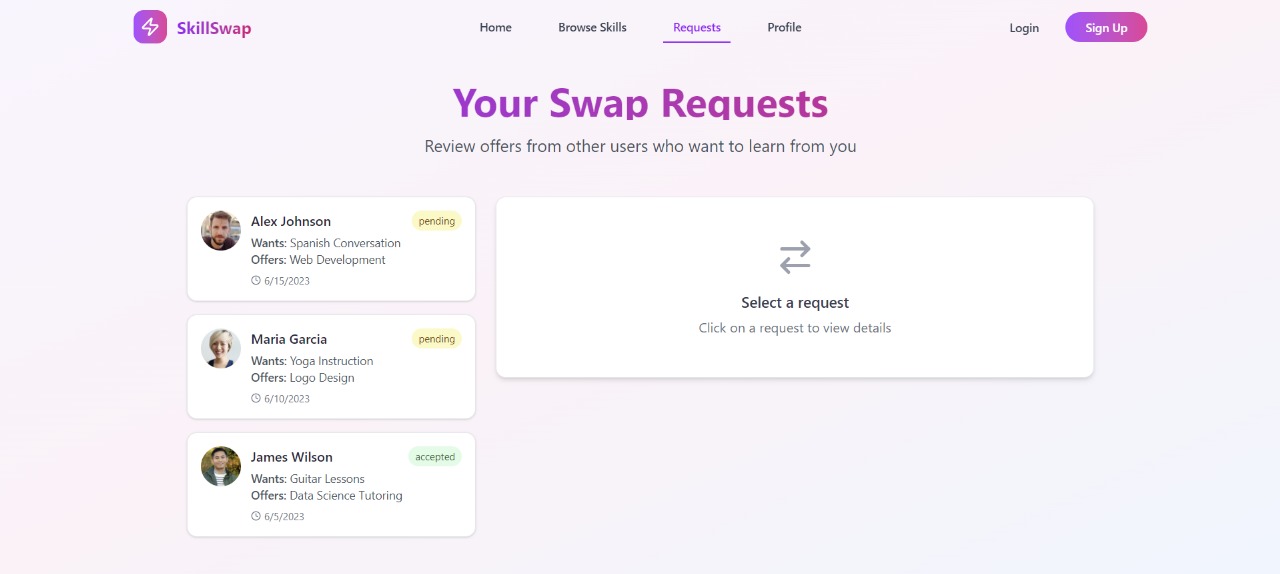 SkillSwap
Home
Browse Skills
Requests
Profile
Login
Sign Up
Your Swap Requests
Review offers from other users who want to learn from you
Alex Johnson
pending
Wants: Spanish Conversation
Offers: Web Development
6/15/2023
Maria Garcia
pending
Wants: Yoga Instruction
Offers: Logo Design
6/10/2023
James Wilson
accepted
Wants: Guitar Lessons
Offers: Data Science Tutoring
6/5/2023
Select a request
Click on a request to view details